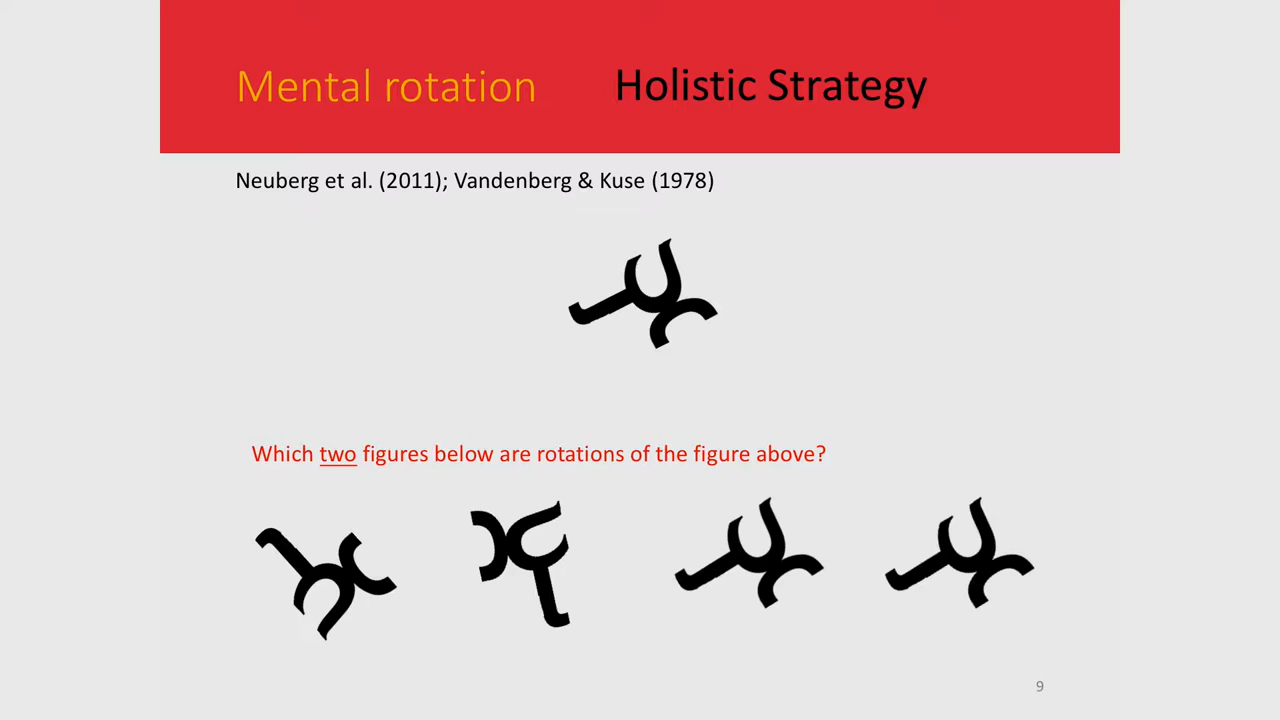 Mental rotation Holistic Strategy
Neuberg et al. (2011); Vandenberg & Kuse (1978)
Which two figures below are rotations of the figure above?
9